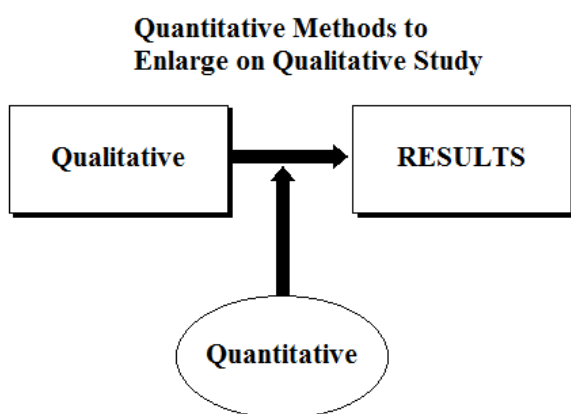 Quantitative Methods to
Enlarge on Qualitative Study
Qualitative
RESULTS
Quantitative